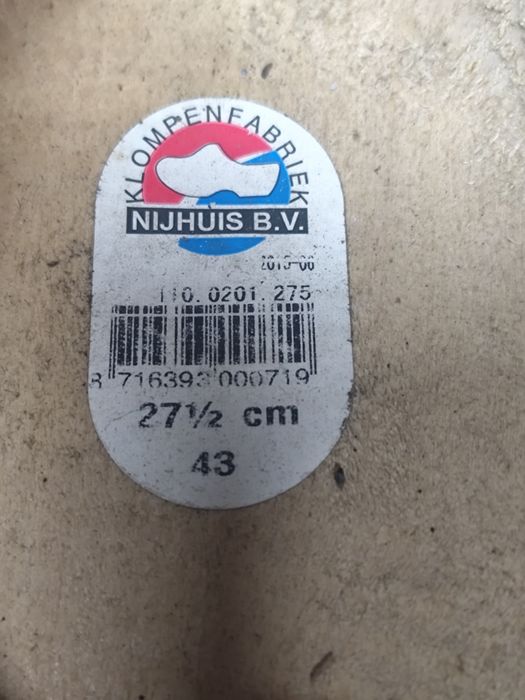 KLOMPENFABRIEK
NIJHUIS B.V.
2015-06
110.0201.275
8 716393 000719
27½ cm
43